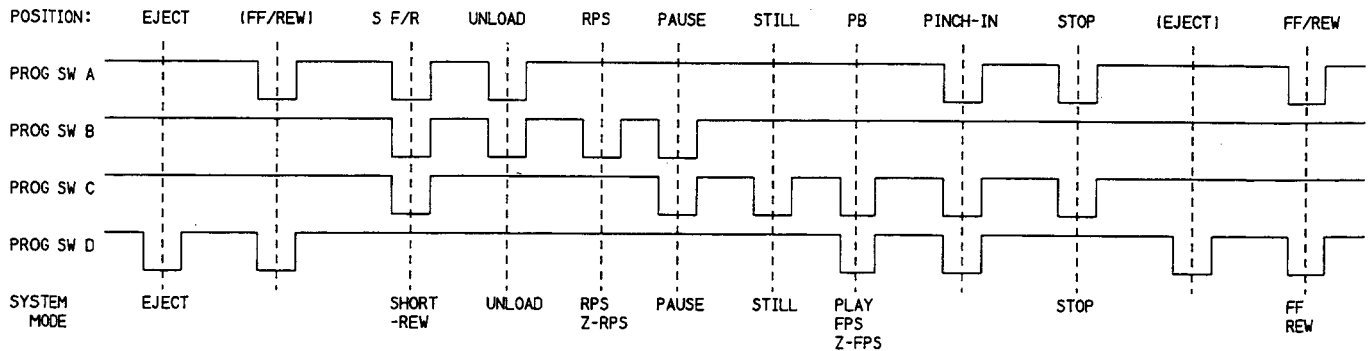 POSITION: EJECT (FF/REW) S F/R UNLOAD RPS PAUSE STILL PB PINCH-IN STOP (EJECT) FF/REW
PROG SW A
PROG SW B
PROG SW C
PROG SW D
SYSTEM MODE EJECT SHORT -REW UNLOAD RPS Z-RPS PAUSE STILL PLAY FPS Z-FPS STOP FF REW